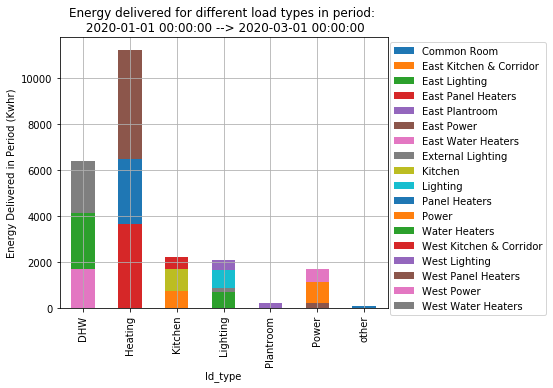 Energy delivered for different load types in period:
2020-01-01 00:00:00 --> 2020-03-01 00:00:00
Energy Delivered in Period (Kwhr)
10000
8000
6000
4000
2000
0
DHW
Heating
Kitchen
Lighting
Plantroom
Power
other
ld_type
Common Room
East Kitchen & Corridor
East Lighting
East Panel Heaters
East Plantroom
East Power
East Water Heaters
External Lighting
Kitchen
Lighting
Panel Heaters
Power
Water Heaters
West Kitchen & Corridor
West Lighting
West Panel Heaters
West Power
West Water Heaters